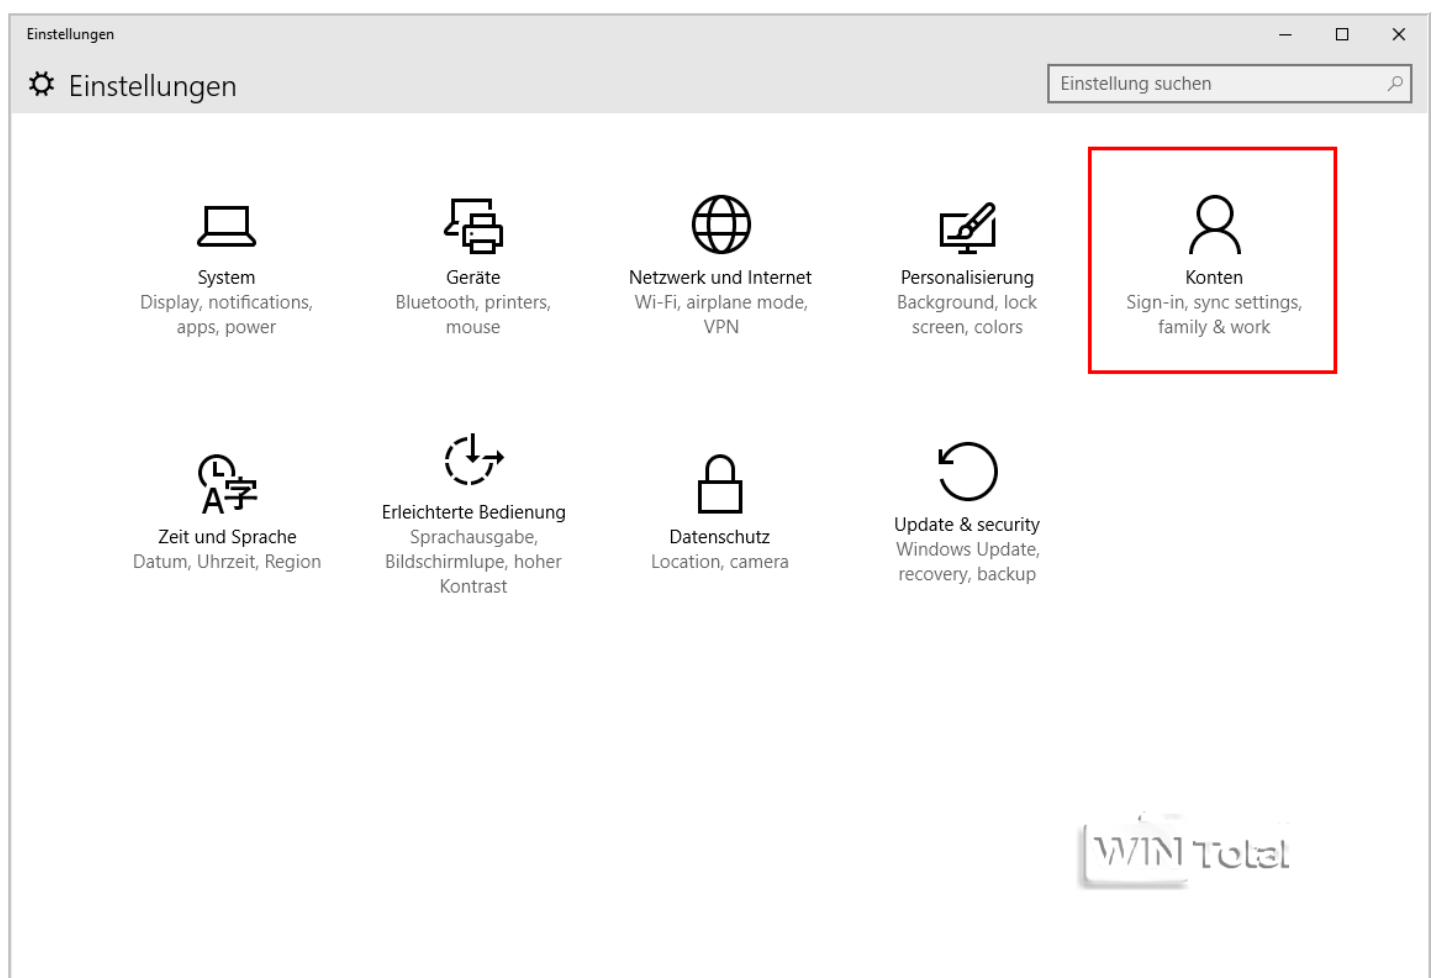 Einstellungen
Einstellungen
Einstellung suchen
System
Display, notifications,
apps, power
Geräte
Bluetooth, printers,
mouse
Netzwerk und Internet
Wi-Fi, airplane mode,
VPN
Personalisierung
Background, lock
screen, colors
Konten
Sign-in, sync settings,
family & work
A字
Zeit und Sprache
Datum, Uhrzeit, Region
Erleichterte Bedienung
Sprachausgabe,
Bildschirmlupe, hoher
Kontrast
Datenschutz
Location, camera
Update & security
Windows Update,
recovery, backup
WIN Total